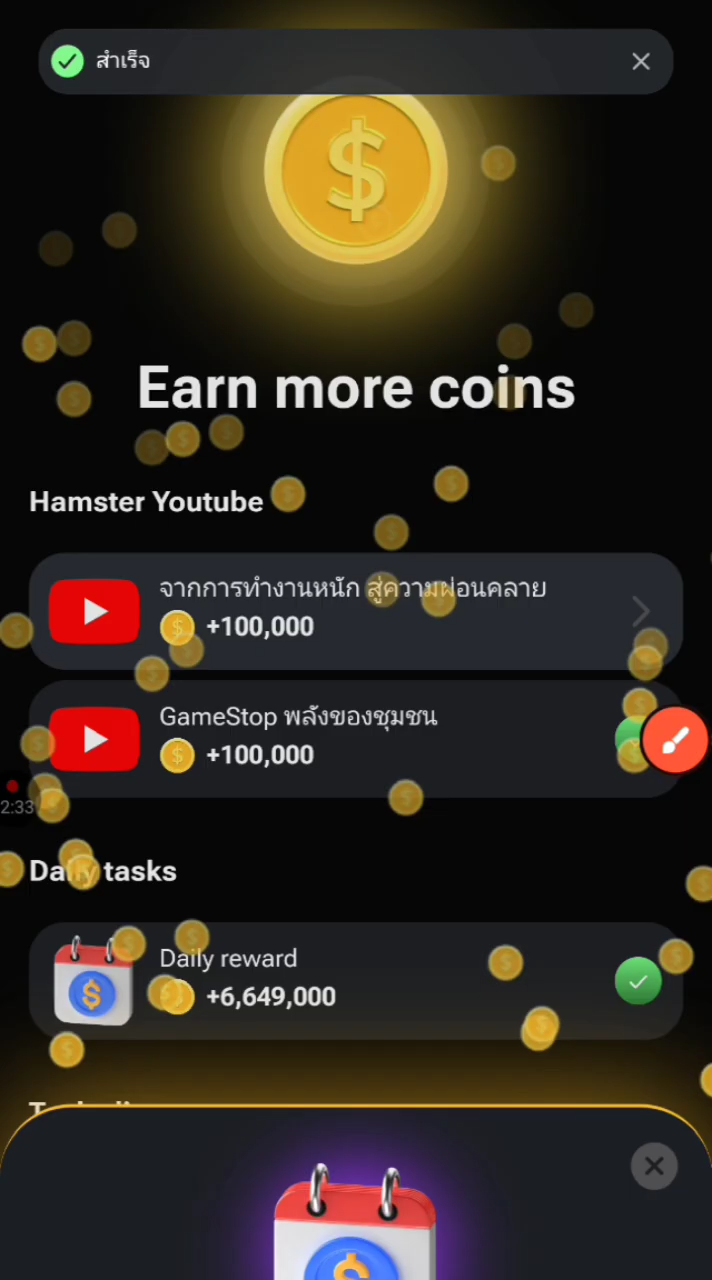 สำเร็จ
Earn more coins
Hamster Youtube
จากการทำงานหนัก สู่ความผ่อนคลาย
+100,000
GameStop พลังของชุมชน
+100,000
2:33
Daily tasks
Daily reward
+6,649,000